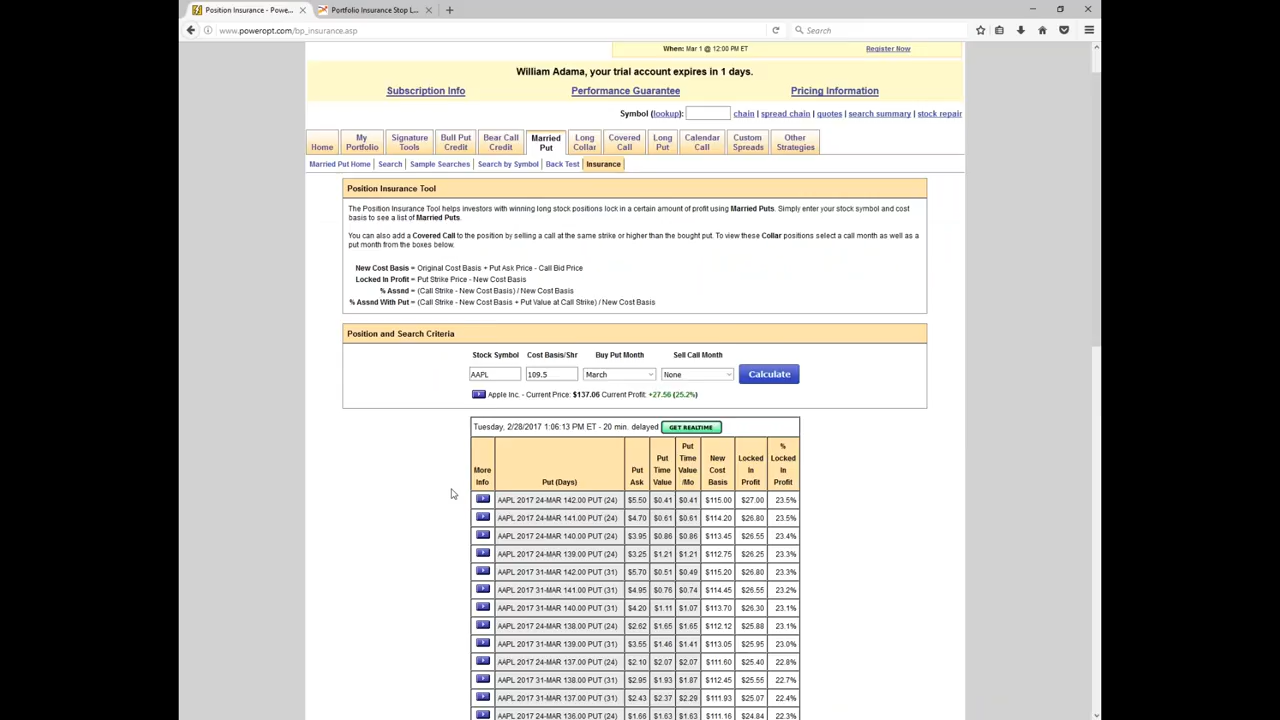 Position Insurance - Powe...
Portfolio Insurance Stop L...
www.poweropt.com/bp_insurance.asp
Search
When: Mar 1 @ 12:00 PM ET
Register Now
William Adama, your trial account expires in 1 days.
Subscription Info
Performance Guarantee
Pricing Information
Symbol (lookup): chain | spread chain | quotes | search summary | stock repair
Home
My Portfolio
Signature Tools
Bull Put Credit
Bear Call Credit
Married Put
Long Collar
Covered Call
Long Put
Calendar Call
Custom Spreads
Other Strategies
Married Put Home | Search | Sample Searches | Search by Symbol | Back Test | Insurance
Position Insurance Tool
The Position Insurance Tool helps investors with winning long stock positions lock in a certain amount of profit using Married Puts. Simply enter your stock symbol and cost
basis to see a list of Married Puts.
You can also add a Covered Call to the position by selling a call at the same strike or higher than the bought put. To view these Collar positions select a call month as well as a
put month from the boxes below.
New Cost Basis = Original Cost Basis + Put Ask Price - Call Bid Price
Locked In Profit = Put Strike Price - New Cost Basis
% Assnd = (Call Strike - New Cost Basis) / New Cost Basis
% Assnd With Put = (Call Strike - New Cost Basis + Put Value at Call Strike) / New Cost Basis
Position and Search Criteria
Stock Symbol Cost Basis/Shr Buy Put Month Sell Call Month
AAPL 109.5 March None Calculate
Apple Inc. - Current Price: $137.06 Current Profit: +27.56 (25.2%)
Tuesday, 2/28/2017 1:06:13 PM ET - 20 min. delayed GET REALTIME
More Info Put (Days) Put Ask Put Time Value Put Time Value /Mo New Cost Basis Locked In Profit % Locked In Profit
AAPL 2017 24-MAR 142.00 PUT (24) $5.50 $0.41 $0.41 $115.00 $27.00 23.5%
AAPL 2017 24-MAR 141.00 PUT (24) $4.70 $0.61 $0.61 $114.20 $26.80 23.5%
AAPL 2017 24-MAR 140.00 PUT (24) $3.95 $0.86 $0.86 $113.45 $26.55 23.4%
AAPL 2017 24-MAR 139.00 PUT (24) $3.25 $1.21 $1.21 $112.75 $26.25 23.3%
AAPL 2017 31-MAR 142.00 PUT (31) $5.70 $0.51 $0.49 $115.20 $26.80 23.3%
AAPL 2017 31-MAR 141.00 PUT (31) $4.95 $0.76 $0.74 $114.45 $26.55 23.2%
AAPL 2017 31-MAR 140.00 PUT (31) $4.20 $1.11 $1.07 $113.70 $26.30 23.1%
AAPL 2017 24-MAR 138.00 PUT (24) $2.62 $1.65 $1.65 $112.12 $25.88 23.1%
AAPL 2017 31-MAR 139.00 PUT (31) $3.55 $1.46 $1.41 $113.05 $25.95 23.0%
AAPL 2017 24-MAR 137.00 PUT (24) $2.10 $2.07 $2.07 $111.60 $25.40 22.8%
AAPL 2017 31-MAR 138.00 PUT (31) $2.95 $1.93 $1.87 $112.45 $25.55 22.7%
AAPL 2017 31-MAR 137.00 PUT (31) $2.43 $2.37 $2.29 $111.93 $25.07 22.4%
AAPL 2017 24-MAR 136.00 PUT (24) $1.66 $1.63 $1.63 $111.16 $24.84 22.3%